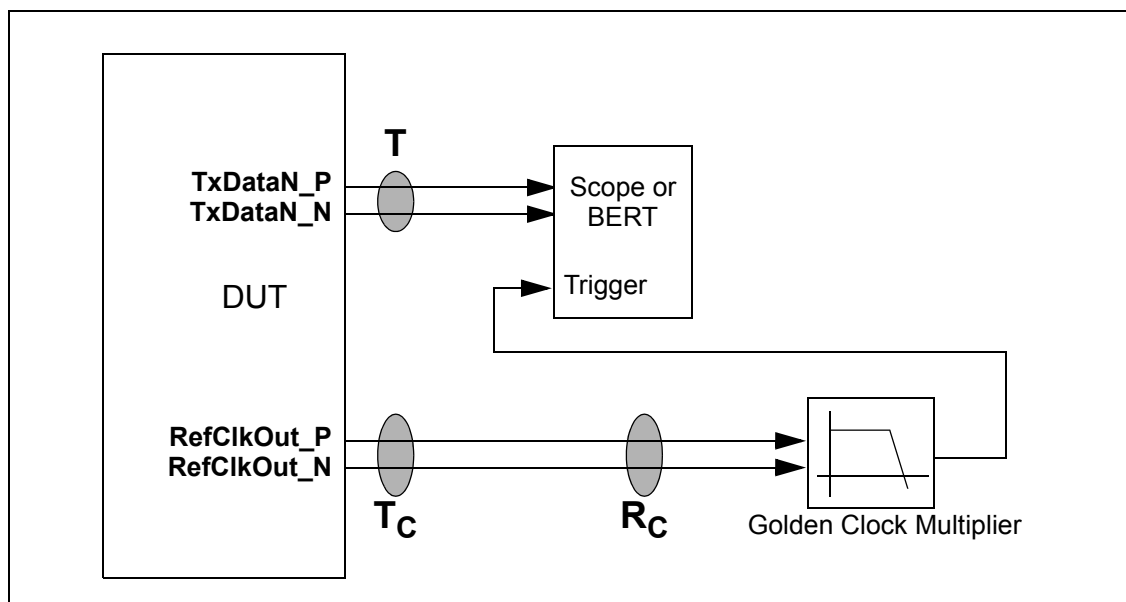 T
TxDataN_P
TxDataN_N
Scope or
BERT
Trigger
DUT
RefClkOut_P
RefClkOut_N
TC
RC
Golden Clock Multiplier